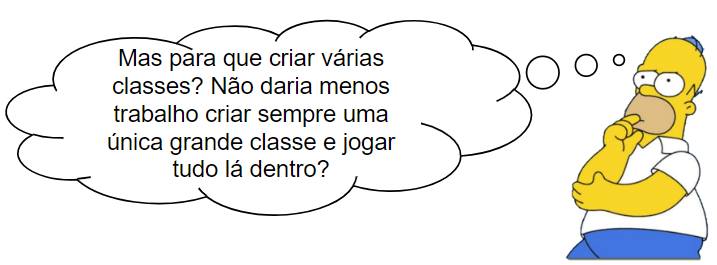 Mas para que criar várias
classes? Não daria menos
trabalho criar sempre uma
única grande classe e jogar
tudo lá dentro?